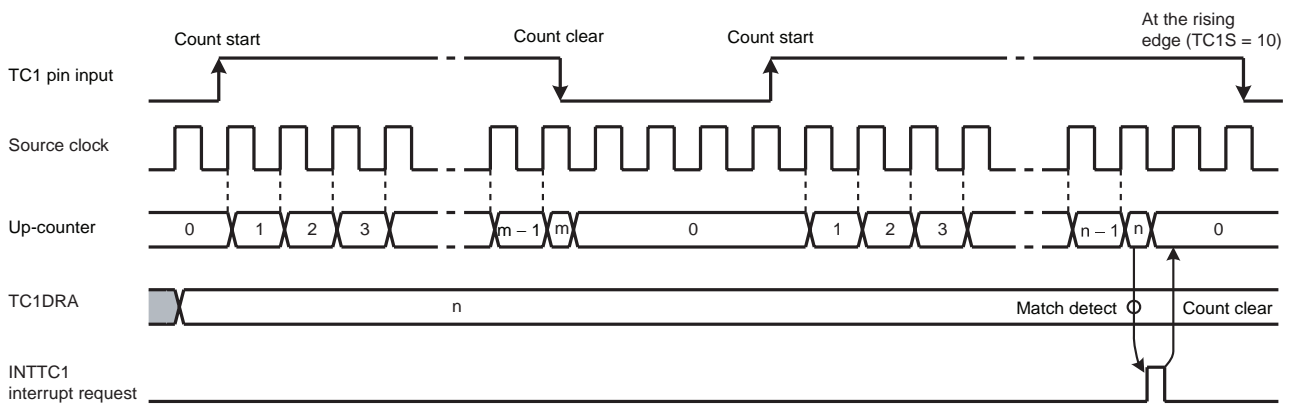 At the rising
edge (TC1S = 10)
Count start
Count clear
Count start
TC1 pin input
Source clock
Up-counter
0
1
2
3
m – 1
m
0
1
2
3
n – 1
n
0
TC1DRA
n
Match detect
Count clear
INTTC1
interrupt request